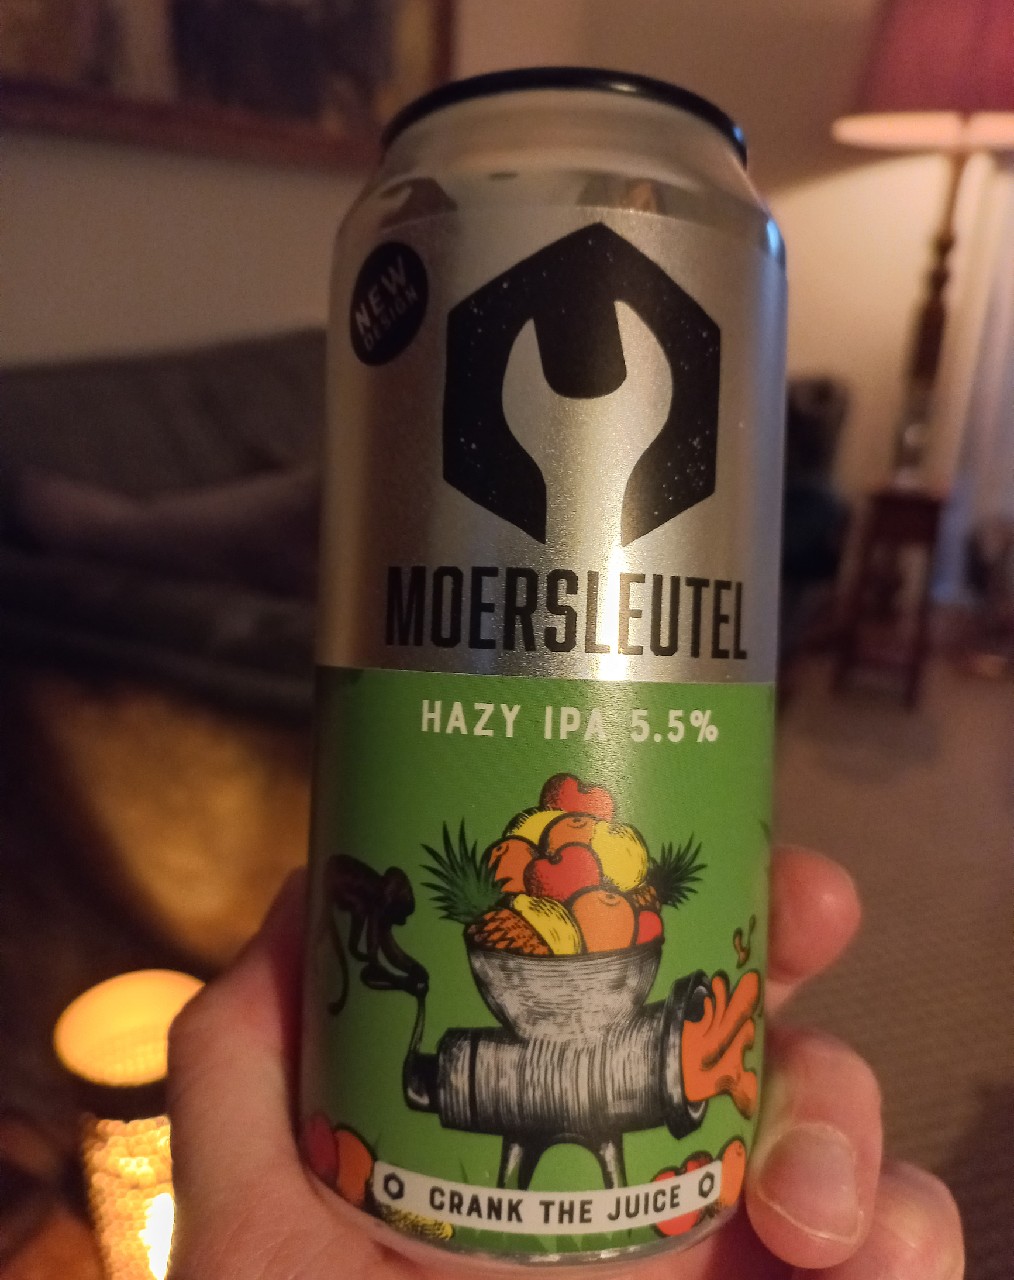 NEW
DESIGN
MOERSLEUTEL
HAZY IPA 5.5%
CRANK THE JUICE